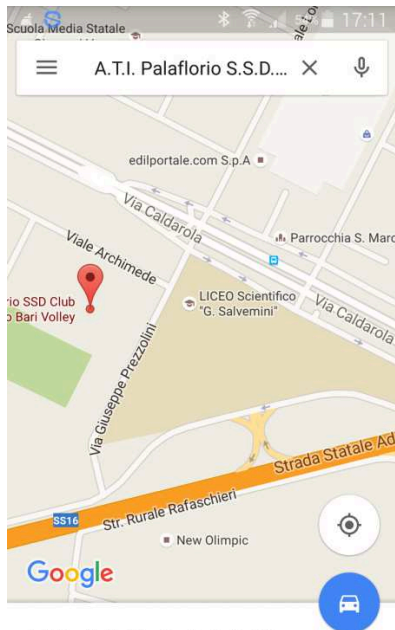 17:11
Scuola Media Statale
A.T.I. Palaflorio S.S.D....
edilportale.com S.p.A
Via Caldarola
Viale Archimede
Parrocchia S. Marc
rio SSD Club
o Bari Volley
LICEO Scientifico
"G. Salvemini"
Via Caldarola
Via Giuseppe Prezzolini
Strada Statale Ad
SS16
Str. Rurale Rafaschieri
New Olimpic
Google